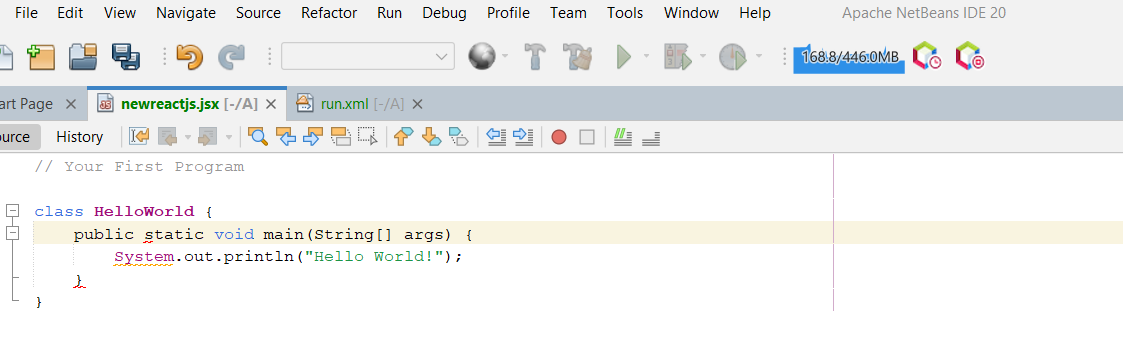 File Edit View Navigate Source Refactor Run Debug Profile Team Tools Window Help Apache NetBeans IDE 20
168.8/446.0MB
art Page newreactjs.jsx [-/A] run.xml [-/A]
ource History
// Your First Program
class HelloWorld {
public static void main(String[] args) {
System.out.println("Hello World!");
}
}